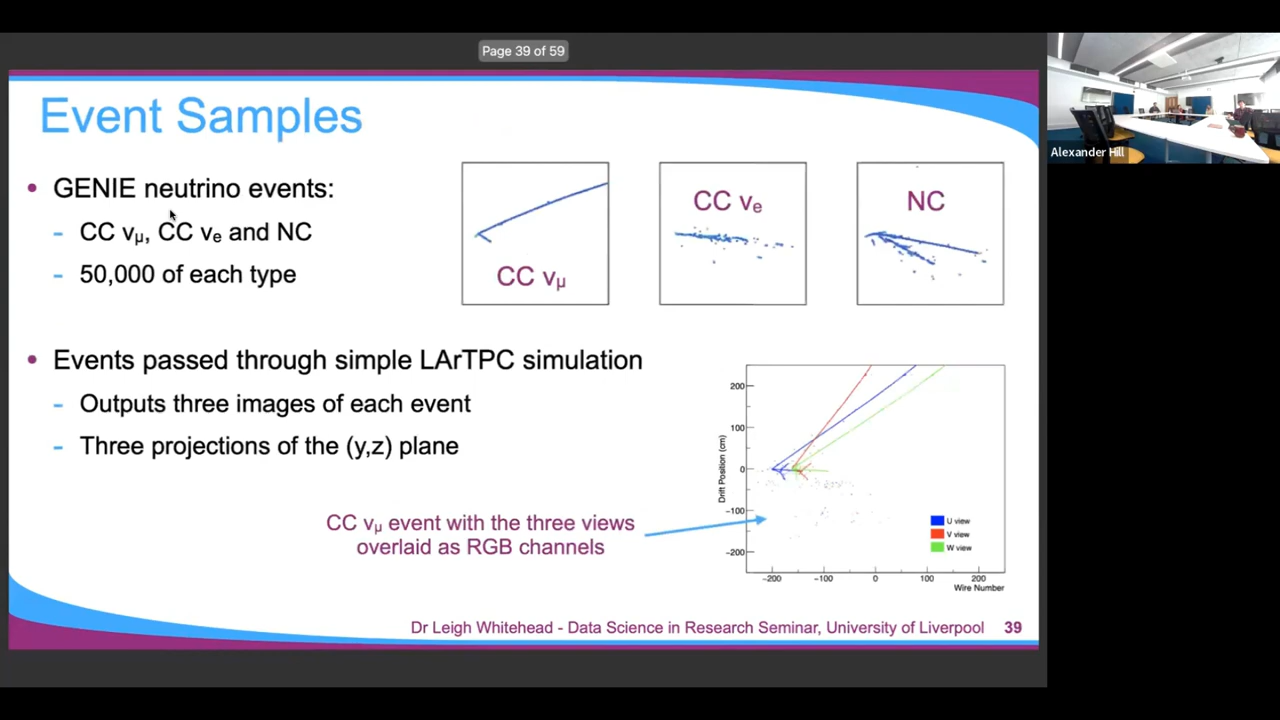 Page 39 of 59
Alexander Hill
Event Samples
• GENIE neutrino events:
- CC νμ, CC νe and NC
- 50,000 of each type
CC νμ
CC νe
NC
• Events passed through simple LArTPC simulation
- Outputs three images of each event
- Three projections of the (y,z) plane
CC νμ event with the three views
overlaid as RGB channels
Drift Position (cm)
200
100
0
-100
-200
U view
V view
W view
-200 -100 0 100 200
Wire Number
Dr Leigh Whitehead - Data Science in Research Seminar, University of Liverpool 39